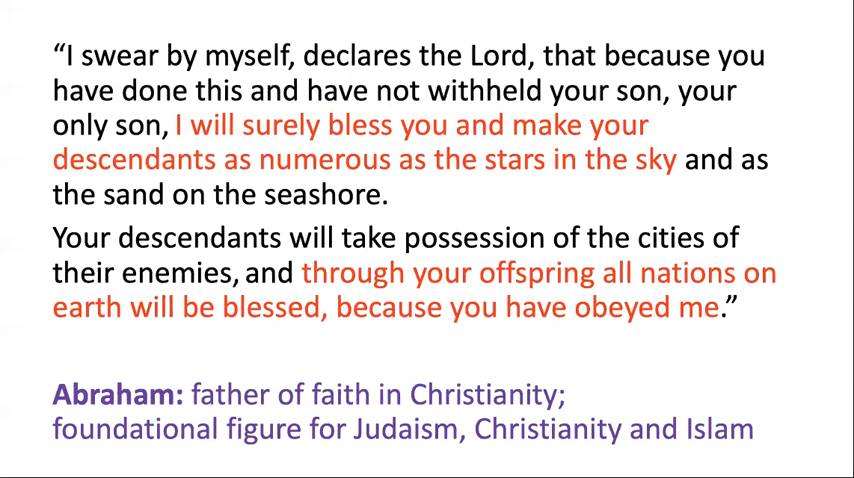 “I swear by myself, declares the Lord, that because you
have done this and have not withheld your son, your
only son, I will surely bless you and make your
descendants as numerous as the stars in the sky and as
the sand on the seashore.
Your descendants will take possession of the cities of
their enemies, and through your offspring all nations on
earth will be blessed, because you have obeyed me.”
Abraham: father of faith in Christianity;
foundational figure for Judaism, Christianity and Islam